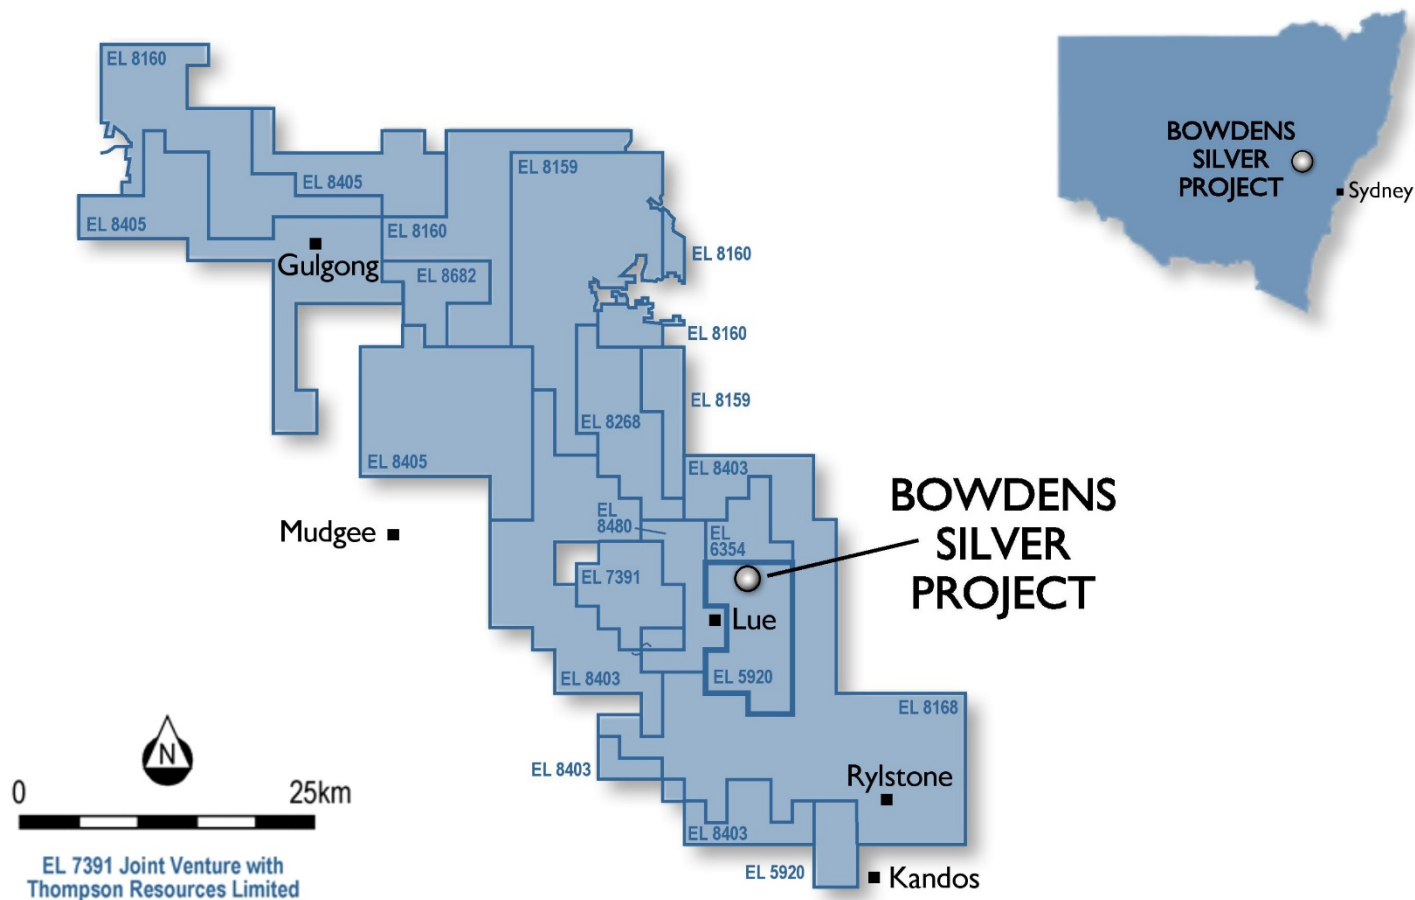 EL 8160
EL 8159
EL 8405
EL 8405
EL 8160
EL 8160
Gulgong
EL 8682
EL 8160
EL 8159
EL 8268
EL 8405
EL 8403
Mudgee
EL
8480
EL
6354
EL 7391
Lue
EL 5920
EL 8403
EL 8168
EL 8403
Rylstone
EL 8403
EL 5920
Kandos
BOWDENS
SILVER
PROJECT
BOWDENS
SILVER
PROJECT
Sydney
N
0
25km
EL 7391 Joint Venture with
Thompson Resources Limited